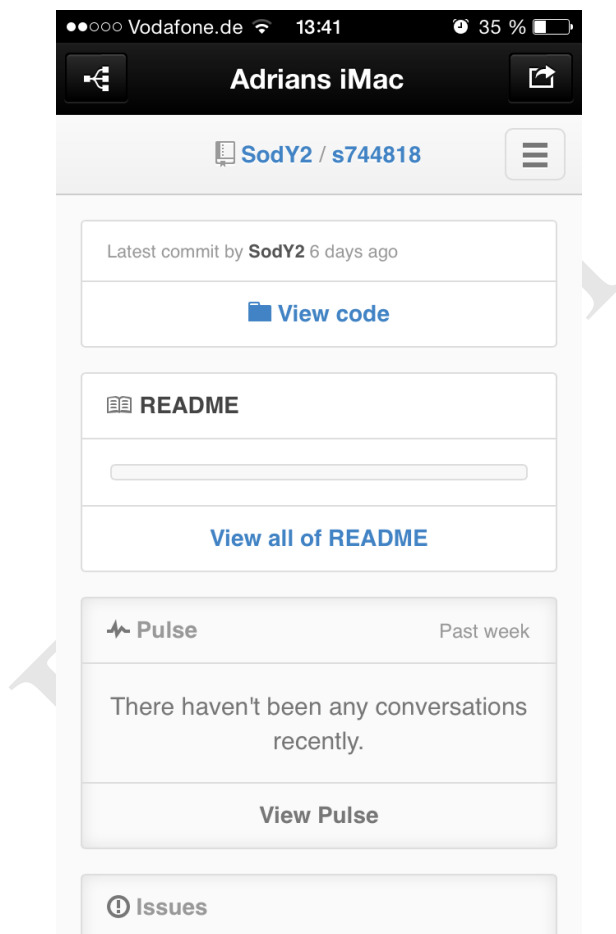 Vodafone.de 13:41 35 %
Adrians iMac
SodY2 / s744818
Latest commit by SodY2 6 days ago
View code
README
View all of README
Pulse Past week
There haven't been any conversations
recently.
View Pulse
Issues